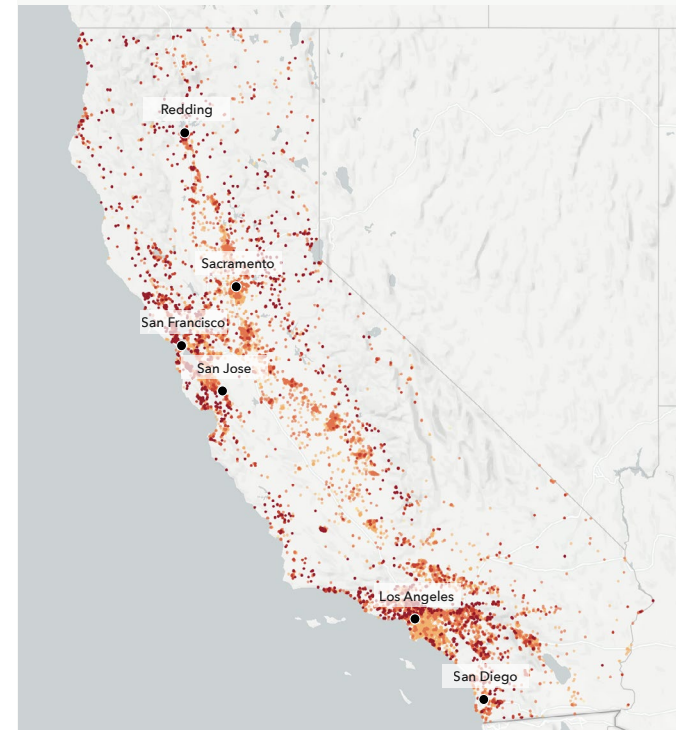 Redding
Sacramento
San Francisco
San Jose
Los Angeles
San Diego